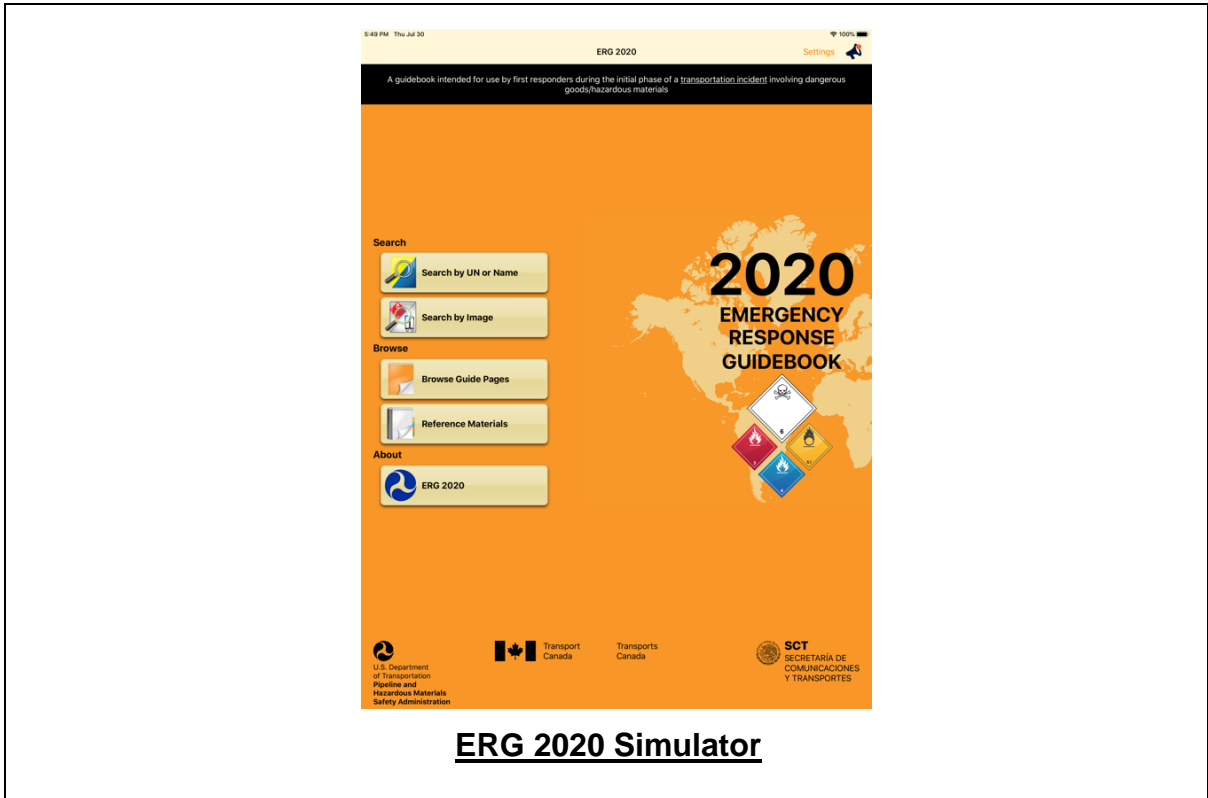 5:49 PM Thu Jul 30
100%
ERG 2020
Settings
A guidebook intended for use by first responders during the initial phase of a transportation incident involving dangerous
goods/hazardous materials
Search
Search by UN or Name
Search by Image
Browse
Browse Guide Pages
Reference Materials
About
ERG 2020
2020
EMERGENCY
RESPONSE
GUIDEBOOK
6
U.S. Department
of Transportation
Pipeline and
Hazardous Materials
Safety Administration
Transport
Canada
Transports
Canada
SCT
SECRETARÍA DE
COMUNICACIONES
Y TRANSPORTES
ERG 2020 Simulator